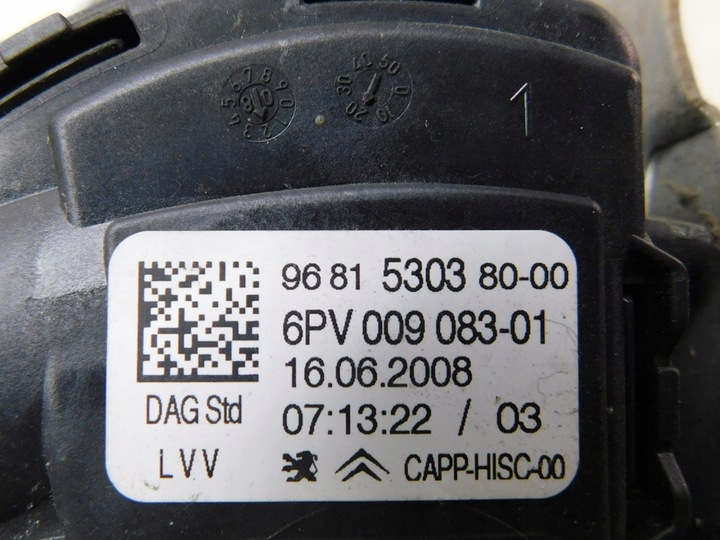 1
96 81 5303 80-00
6PV 009 083-01
16.06.2008
07:13:22 / 03
CAPP-HISC-00
DAG Std
LVV